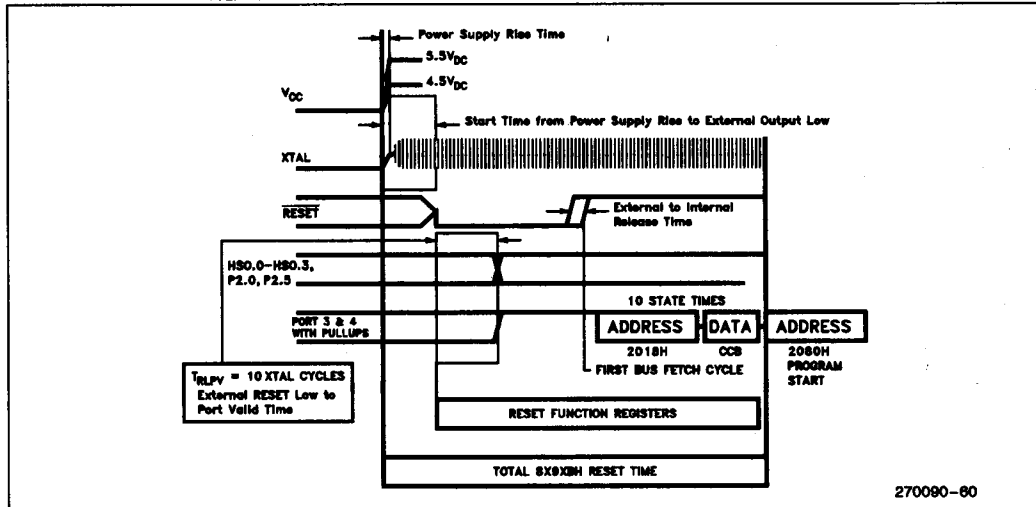 Power Supply Rise Time
5.5VDC
4.5VDC
VCC
Start Time from Power Supply Rise to External Output Low
XTAL
RESET
External to Internal
Release Time
HS0.0-HS0.3,
P2.0, P2.5
10 STATE TIMES
PORT 3 & 4
WITH PULLUPS
ADDRESS
DATA
ADDRESS
2018H
CCB
2080H
PROGRAM
START
FIRST BUS FETCH CYCLE
TRLPV = 10 XTAL CYCLES
External RESET Low to
Port Valid Time
RESET FUNCTION REGISTERS
TOTAL 8X9XBH RESET TIME
270090-60